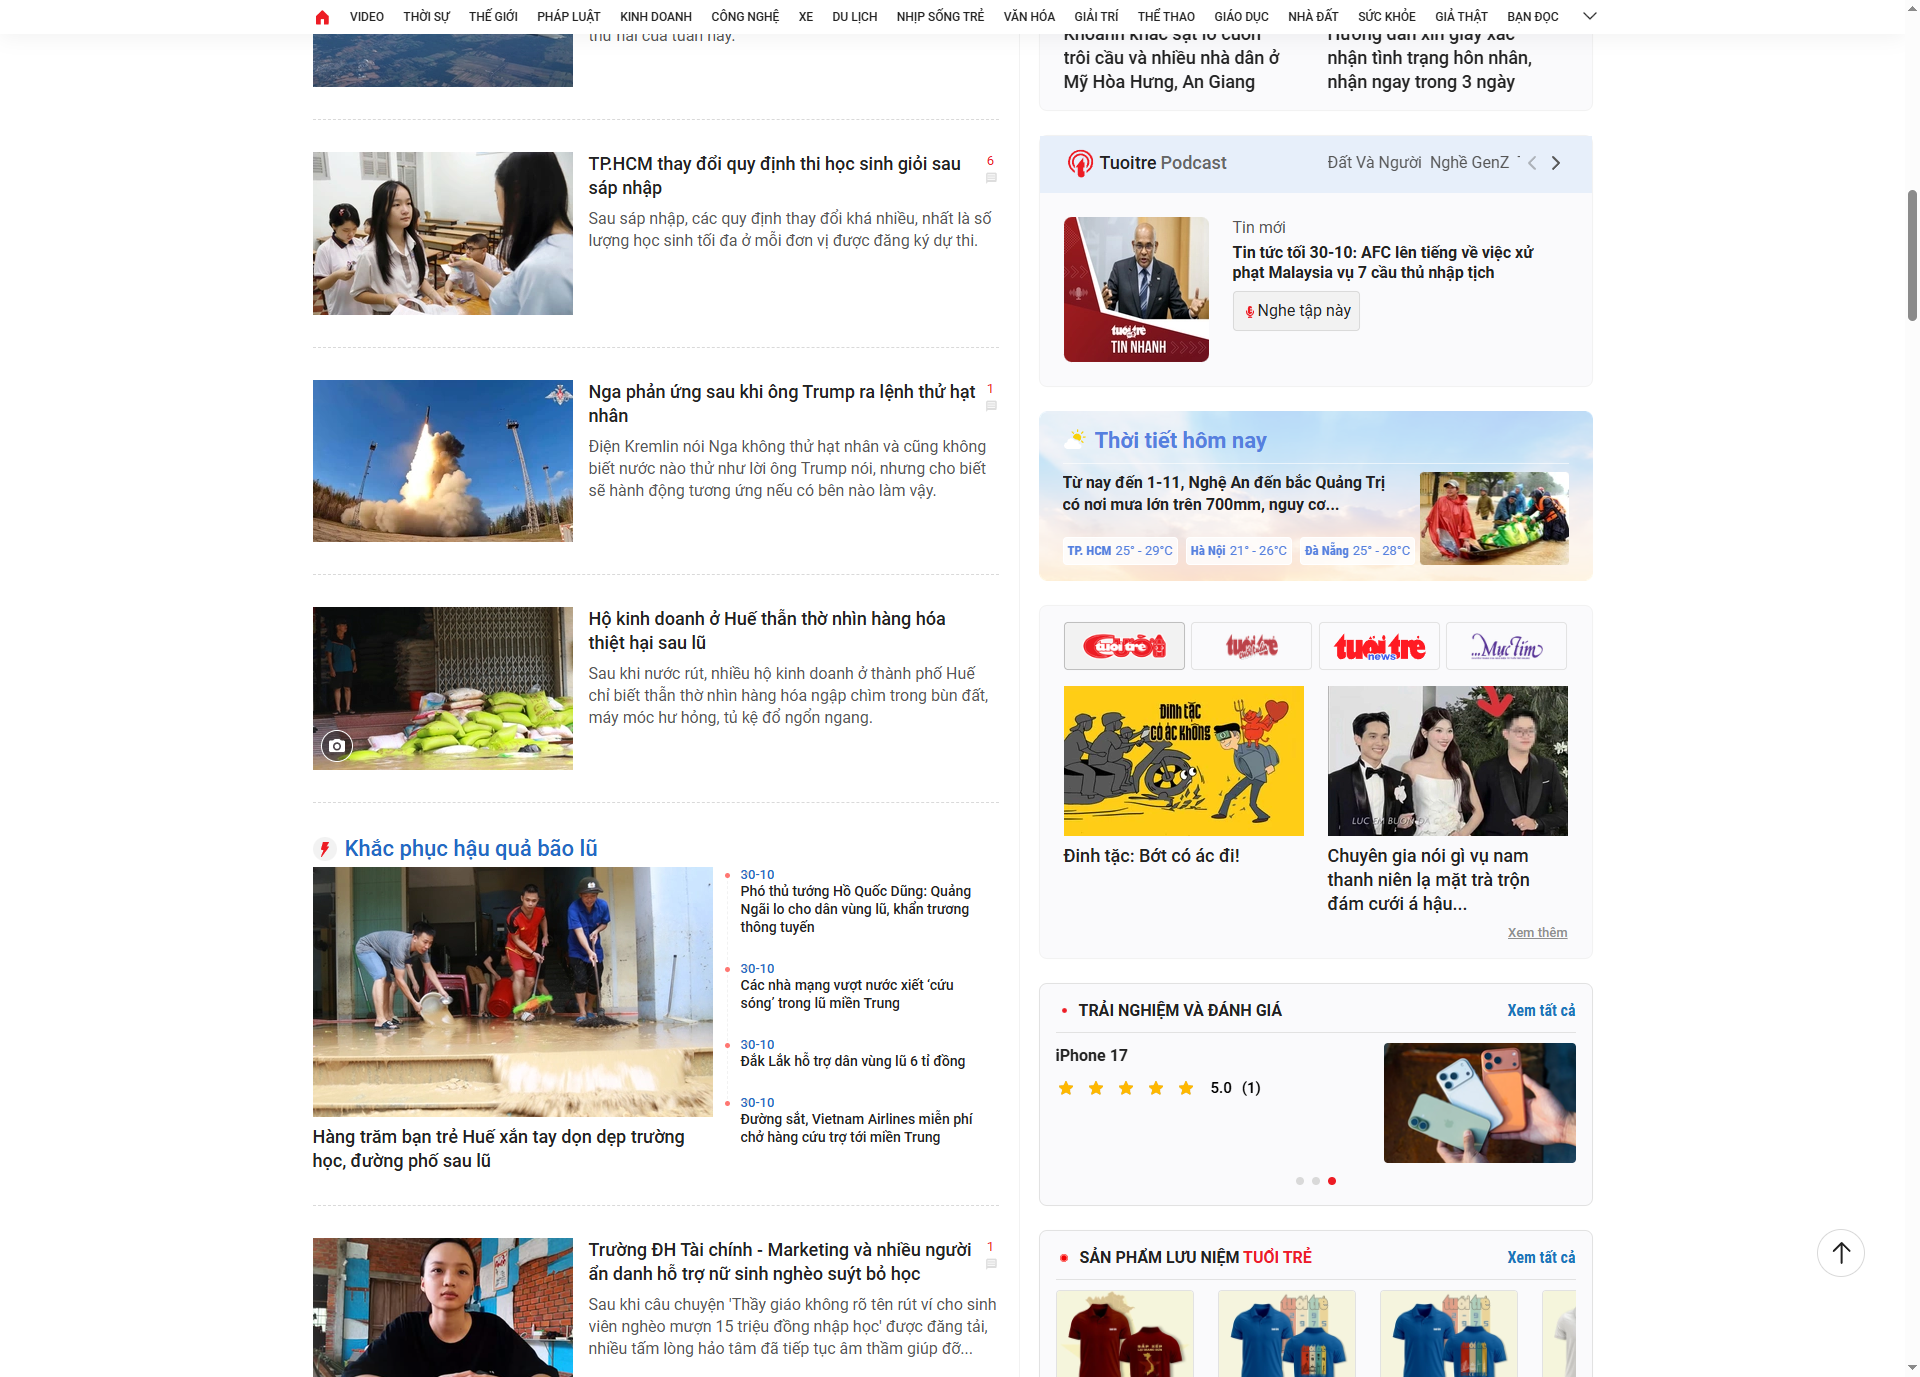 VIDEO THỜI SỰ THẾ GIỚI PHÁP LUẬT KINH DOANH CÔNG NGHỆ XE DU LỊCH NHỊP SỐNG TRẺ VĂN HÓA GIẢI TRÍ THỂ THAO GIÁO DỤC NHÀ ĐẤT SỨC KHỎE GIẢ THẬT BẠN ĐỌC
thứ hai của tuần này.
TP.HCM thay đổi quy định thi học sinh giỏi sau
sáp nhập
6
Sau sáp nhập, các quy định thay đổi khá nhiều, nhất là số
lượng học sinh tối đa ở mỗi đơn vị được đăng ký dự thi.
Nga phản ứng sau khi ông Trump ra lệnh thử hạt
nhân
1
Điện Kremlin nói Nga không thử hạt nhân và cũng không
biết nước nào thử như lời ông Trump nói, nhưng cho biết
sẽ hành động tương ứng nếu có bên nào làm vậy.
Hộ kinh doanh ở Huế thẫn thờ nhìn hàng hóa
thiệt hại sau lũ
Sau khi nước rút, nhiều hộ kinh doanh ở thành phố Huế
chỉ biết thẫn thờ nhìn hàng hóa ngập chìm trong bùn đất,
máy móc hư hỏng, tủ kệ đổ ngổn ngang.
Khắc phục hậu quả bão lũ
Hàng trăm bạn trẻ Huế xắn tay dọn dẹp trường
học, đường phố sau lũ
30-10
Phó thủ tướng Hồ Quốc Dũng: Quảng
Ngãi lo cho dân vùng lũ, khẩn trương
thông tuyến
30-10
Các nhà mạng vượt nước xiết ‘cứu
sóng’ trong lũ miền Trung
30-10
Đắk Lắk hỗ trợ dân vùng lũ 6 tỉ đồng
30-10
Đường sắt, Vietnam Airlines miễn phí
chở hàng cứu trợ tới miền Trung
Trường ĐH Tài chính - Marketing và nhiều người
ẩn danh hỗ trợ nữ sinh nghèo suýt bỏ học
1
Sau khi câu chuyện 'Thầy giáo không rõ tên rút ví cho sinh
viên nghèo mượn 15 triệu đồng nhập học' được đăng tải,
nhiều tấm lòng hảo tâm đã tiếp tục âm thầm giúp đỡ...
Khoảnh khắc sạt lở cuốn
trôi cầu và nhiều nhà dân ở
Mỹ Hòa Hưng, An Giang
Hướng dẫn xin giấy xác
nhận tình trạng hôn nhân,
nhận ngay trong 3 ngày
Tuoitre Podcast
Đất Và Người Nghề GenZ
tuổi trẻ
TIN NHANH
Tin mới
Tin tức tối 30-10: AFC lên tiếng về việc xử
phạt Malaysia vụ 7 cầu thủ nhập tịch
Nghe tập này
Thời tiết hôm nay
Từ nay đến 1-11, Nghệ An đến bắc Quảng Trị
có nơi mưa lớn trên 700mm, nguy cơ...
TP. HCM 25° - 29°C
Hà Nội 21° - 26°C
Đà Nẵng 25° - 28°C
tuổi trẻ Cười
tuổi trẻ
tuổi trẻ news
...Mực Tím
Đinh tặc
có ác không
Đinh tặc: Bớt có ác đi!
Chuyên gia nói gì vụ nam
thanh niên lạ mặt trà trộn
đám cưới á hậu...
Xem thêm
TRẢI NGHIỆM VÀ ĐÁNH GIÁ
Xem tất cả
iPhone 17
5.0 (1)
SẢN PHẨM LƯU NIỆM TUỔI TRẺ
Xem tất cả